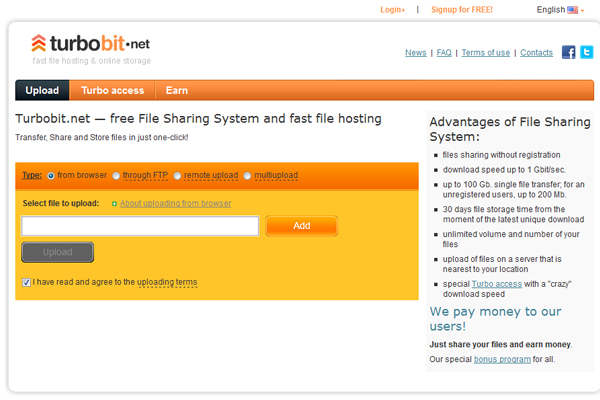 Login
Signup for FREE!
English
turbobit.net
fast file hosting & online storage
News | FAQ | Terms of use | Contacts
Upload Turbo access Earn
Turbobit.net — free File Sharing System and fast file hosting
Transfer, Share and Store files in just one-click!
Type: from browser through FTP remote upload multiupload
Select file to upload: About uploading from browser
Add
Upload
I have read and agree to the uploading terms
Advantages of File Sharing
System:
files sharing without registration
download speed up to 1 Gbit/sec.
up to 100 Gb. single file transfer; for an
unregistered users, up to 200 Mb.
30 days file storage time from the
moment of the latest unique download
unlimited volume and number of your
files
upload of files on a server that is
nearest to your location
special Turbo access with a "crazy"
download speed
We pay money to our
users!
Just share your files and earn money.
Our special bonus program for all.